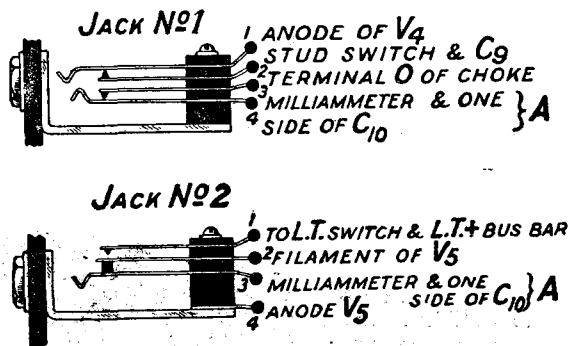 JACK Nº1
1 ANODE OF V4
STUD SWITCH & C9
2 TERMINAL O OF CHOKE
3 MILLIAMMETER & ONE } A
4 SIDE OF C10
JACK Nº2
1 TO L.T. SWITCH & L.T.+ BUS BAR
2 FILAMENT OF V5
3 MILLIAMMETER & ONE } A
SIDE OF C10
4 ANODE V5